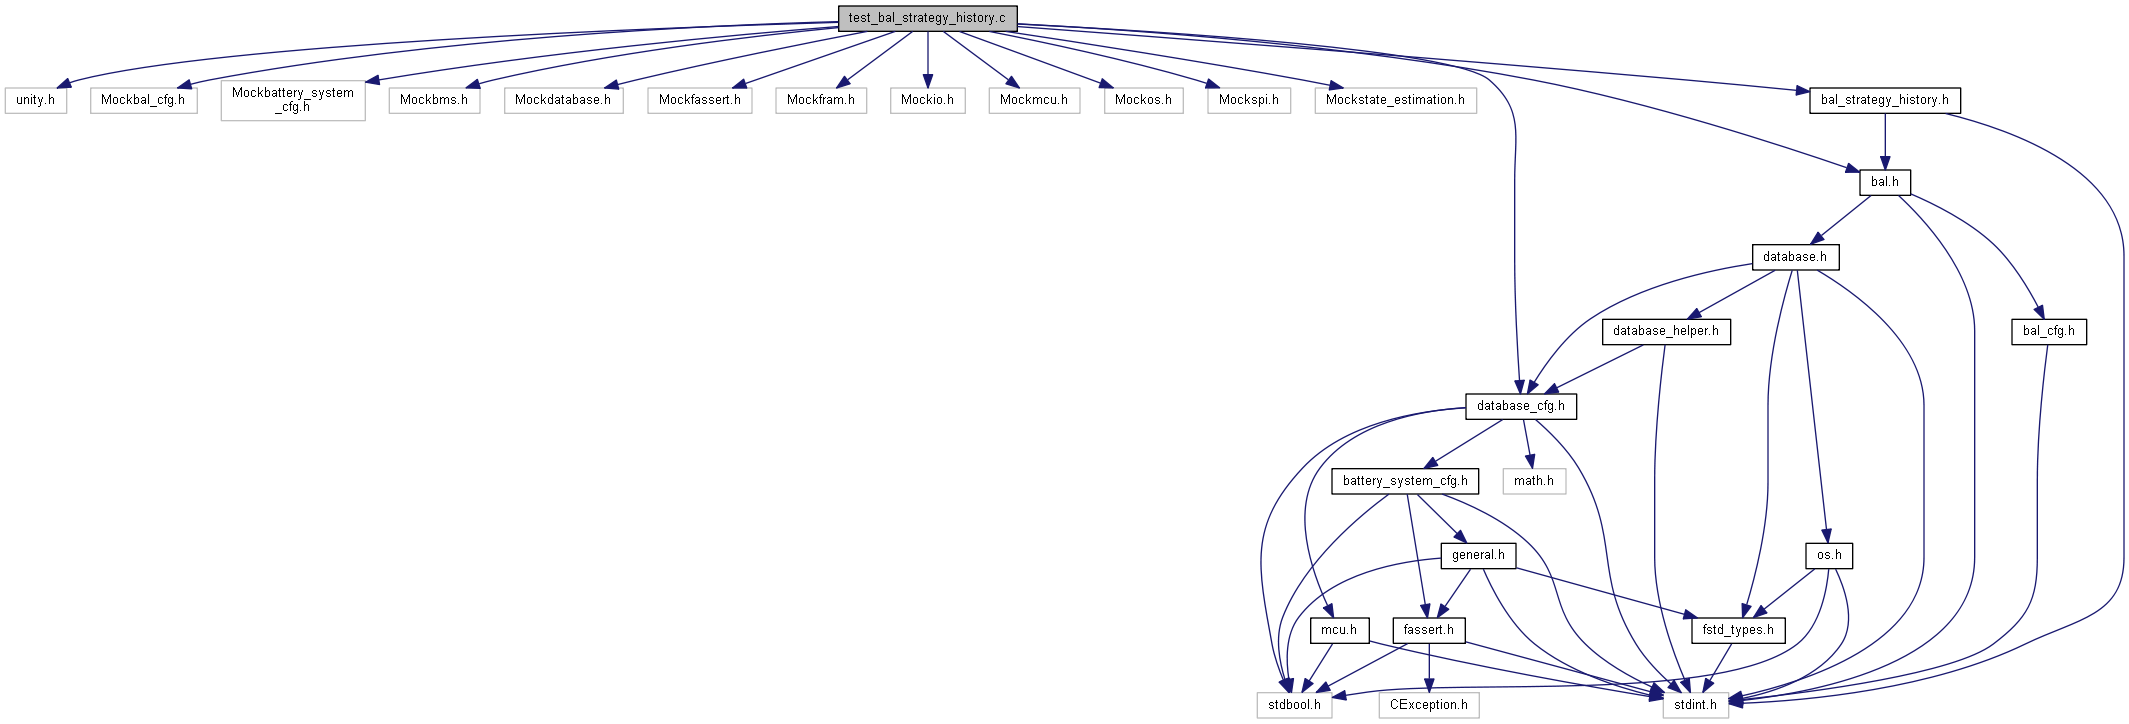 test_bal_strategy_history.c
unity.h
Mockbal_cfg.h
Mockbattery_system
_cfg.h
Mockbms.h
Mockdatabase.h
Mockfassert.h
Mockfram.h
Mockio.h
Mockmcu.h
Mockos.h
Mockspi.h
Mockstate_estimation.h
bal_strategy_history.h
bal.h
database.h
database_helper.h
bal_cfg.h
database_cfg.h
battery_system_cfg.h
math.h
general.h
os.h
mcu.h
fassert.h
fstd_types.h
stdbool.h
CException.h
stdint.h